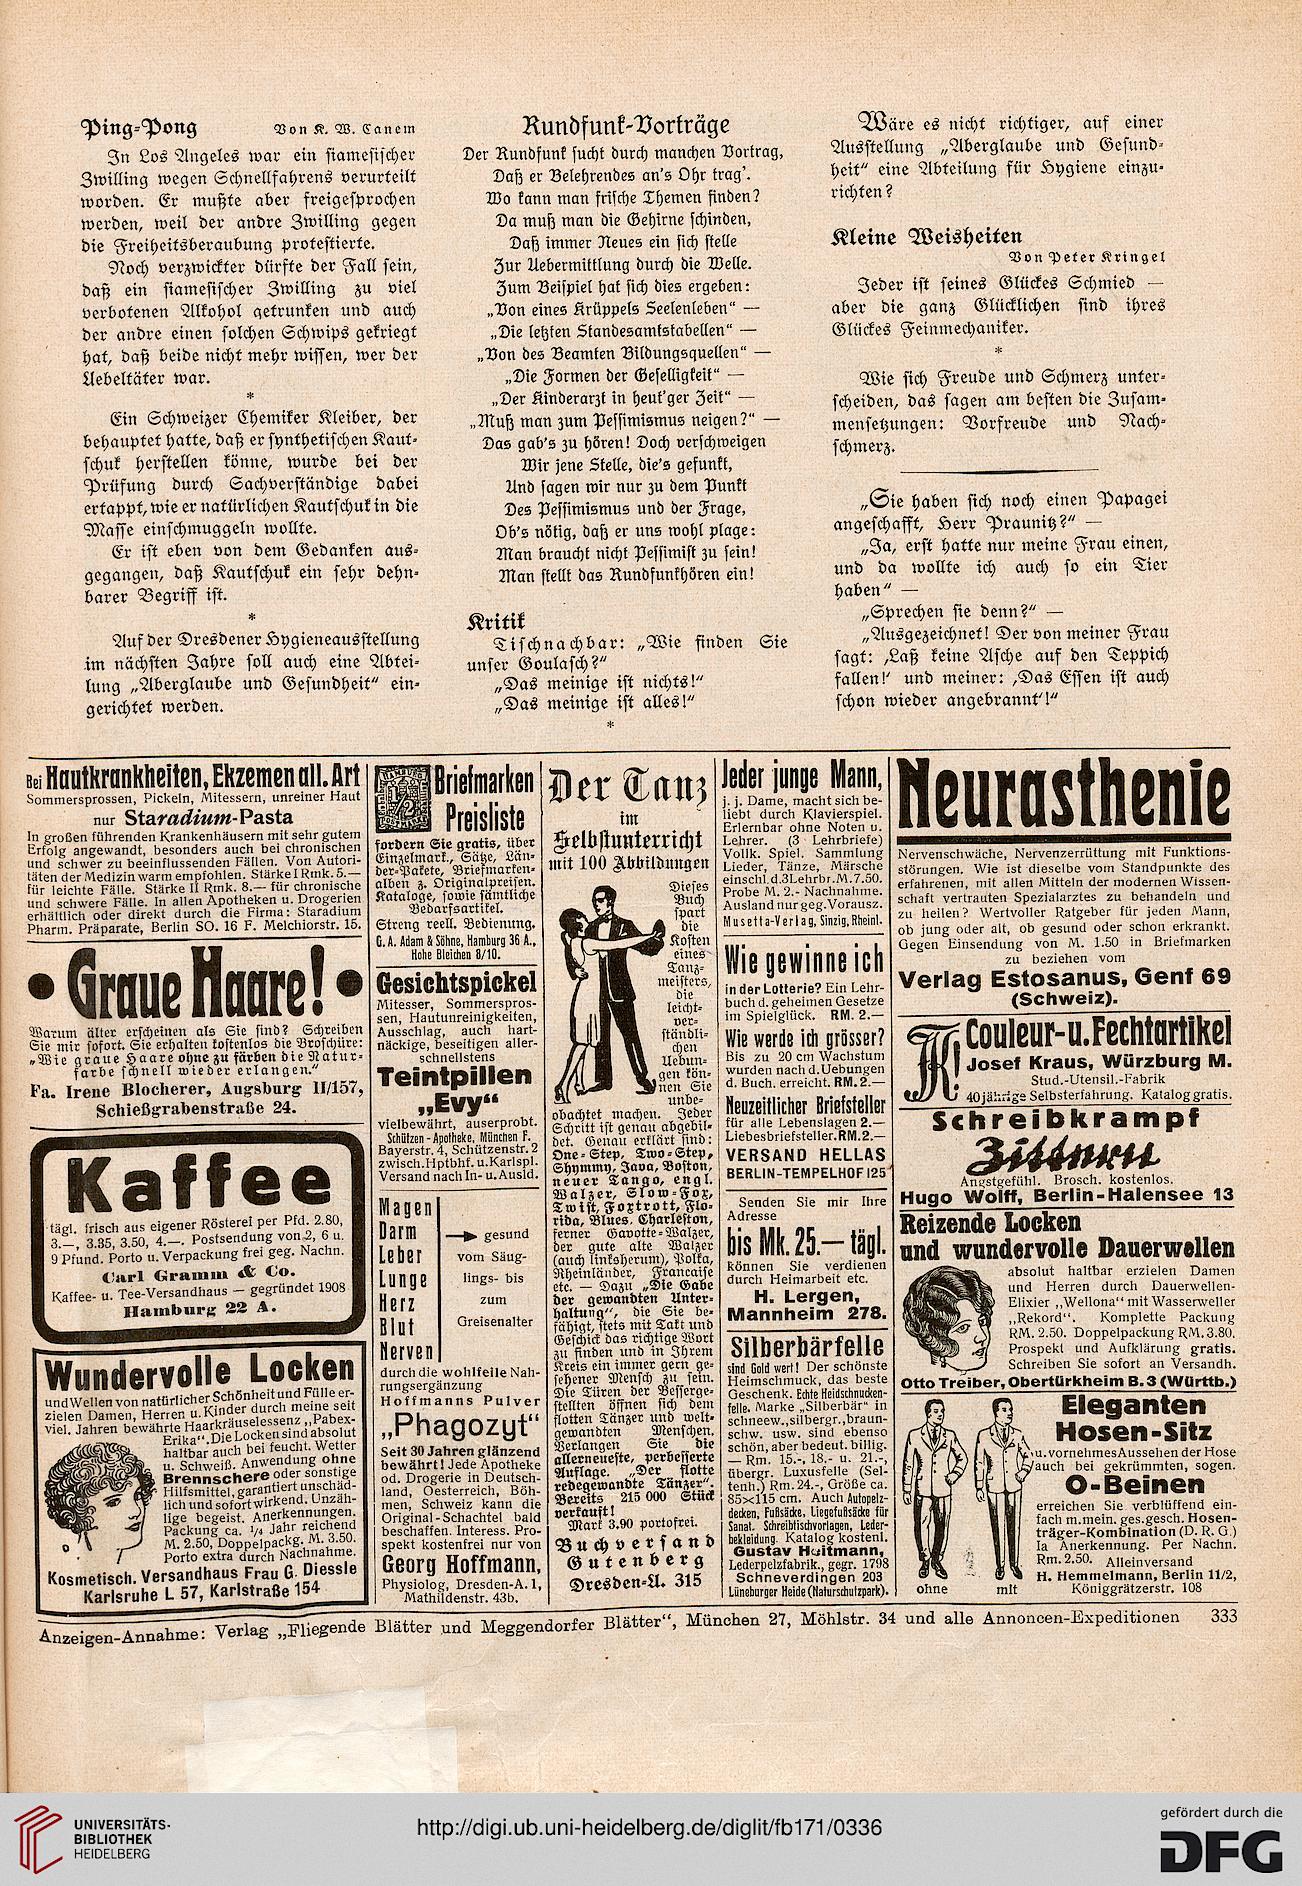 Ping-Pong Von K. W. Canem
In Los Angeles war ein siamesischer
Zwilling wegen Schnellfahrens verurteilt
worden. Er mußte aber freigesprochen
werden, weil der andre Zwilling gegen
die Freiheitsberaubung protestierte.
Noch verzwickter dürfte der Fall sein,
daß ein siamesischer Zwilling zu viel
verbotenen Alkohol getrunken und auch
der andre einen solchen Schwips gekriegt
hat, daß beide nicht mehr wissen, wer der
Uebeltäter war.
*
Ein Schweizer Chemiker Kleiber, der
behauptet hatte, daß er synthetischen Kaut-
schuk herstellen könne, wurde bei der
Prüfung durch Sachverständige dabei
ertappt, wie er natürlichen Kautschuk in die
Masse einschmuggeln wollte.
Er ist eben von dem Gedanken aus-
gegangen, daß Kautschuk ein sehr dehn-
barer Begriff ist.
*
Auf der Dresdener Hygieneausstellung
im nächsten Jahre soll auch eine Abtei-
lung „Aberglaube und Gesundheit" ein-
gerichtet werden.
Rundfunk-Vorträge
Der Rundfunk sucht durch manchen Vortrag,
Daß er Belehrendes an's Ohr trag'.
Wo kann man frische Themen finden?
Da muß man die Gehirne schinden,
Daß immer Neues ein sich stelle
Zur Uebermittlung durch die Welle.
Zum Beispiel hat sich dies ergeben:
„Von eines Krüppels Seelenleben" —
„Die letzten Standesamtstabellen" —
„Von des Beamten Bildungsquellen" —
„Die Formen der Geselligkeit" —
„Der Kinderarzt in heut'ger Zeit" —
„Muß man zum Pessimismus neigen?" —
Das gab's zu hören! Doch verschweigen
Wir jene Stelle, die's gefunkt,
Und sagen wir nur zu dem Punkt
Des Pessimismus und der Frage,
Ob's nötig, daß er uns wohl plage:
Man braucht nicht Pessimist zu sein!
Man stellt das Rundfunkhören ein!
Kritik
Tischnachbar: „Wie finden Sie
unser Goulasch?"
„Das meinige ist nichts!"
„Das meinige ist alles!"
*
Wäre es nicht richtiger, auf einer
Ausstellung „Aberglaube und Gesund-
heit" eine Abteilung für Hygiene einzu-
richten?
Kleine Weisheiten
Von Peter Kringel
Jeder ist seines Glückes Schmied —
aber die ganz Glücklichen sind ihres
Glückes Feinmechaniker.
*
Wie sich Freude und Schmerz unter-
scheiden, das sagen am besten die Zusam-
mensetzungen: Vorfreude und Nach-
schmerz.
„Sie haben sich noch einen Papagei
angeschafft, Herr Praunitz?" —
„Ja, erst hatte nur meine Frau einen,
und da wollte ich auch so ein Tier
haben" —
„Sprechen sie denn?" —
„Ausgezeichnet! Der von meiner Frau
sagt: ‚Laß keine Asche auf den Teppich
fallen!' und meiner: ‚Das Essen ist auch
schon wieder angebrannt'!"
Bei Hautkrankheiten, Ekzemen all. Art
Sommersprossen, Pickeln, Mitessern, unreiner Haut
nur Staradium-Pasta
In großen führenden Krankenhäusern mit sehr gutem
Erfolg angewandt, besonders auch bei chronischen
und schwer zu beeinflussenden Fällen. Von Autori-
täten der Medizin warm empfohlen. Stärke I Rmk. 5.—
für leichte Fälle. Stärke II Rmk. 8.— für chronische
und schwere Fälle. In allen Apotheken u. Drogerien
erhältlich oder direkt durch die Firma: Staradium
Pharm. Präparate, Berlin SO. 16 F. Melchiorstr. 15.
• Graue Haare! •
Warum älter erscheinen als Sie sind? Schreiben
Sie mir sofort. Sie erhalten kostenlos die Broschüre:
„Wie graue Haare ohne zu färben die Natur-
farbe schnell wieder erlangen."
Fa. Irene Blocherer, Augsburg II/157,
Schießgrabenstraße 24.
Kaffee
tägl. frisch aus eigener Rösterei per Pfd. 2.80,
3.—, 3.35, 3.50, 4.—. Postsendung von 2, 6 u.
9 Pfund. Porto u. Verpackung frei geg. Nachn.
Carl Gramm & Co.
Kaffee- u. Tee-Versandhaus — gegründet 1908
Hamburg 22 A.
Wundervolle Locken
und Wellen von natürlicher Schönheit und Fülle er-
zielen Damen, Herren u. Kinder durch meine seit
viel. Jahren bewährte Haarkräuselessenz „Pabex-
Erika". Die Locken sind absolut
haltbar auch bei feucht. Wetter
u. Schweiß. Anwendung ohne
Brennschere oder sonstige
Hilfsmittel, garantiert unschäd-
lich und sofort wirkend. Unzäh-
lige begeist. Anerkennungen.
Packung ca. ¼ Jahr reichend
M. 2.50, Doppelpackg. M. 3.50.
Porto extra durch Nachnahme.
Kosmetisch. Versandhaus Frau G. Diessle
Karlsruhe L 57, Karlstraße 154
HAMBURG
1/2
POSTMARKE
Briefmarken
Preisliste
fordern Sie gratis, über
Einzelmark., Sätze, Län-
der-Pakete, Briefmarken-
alben z. Originalpreisen.
Kataloge, sowie sämtliche
Bedarfsartikel.
Streng reell. Bedienung.
G. A. Adam & Söhne, Hamburg 36 A.,
Hohe Bleichen 8/10.
Gesichtspickel
Mitesser, Sommerspros-
sen, Hautunreinigkeiten,
Ausschlag, auch hart-
näckige, beseitigen aller-
schnellstens
Teintpillen
„Evy"
vielbewährt, auserprobt.
Schützen-Apotheke, München F.
Bayerstr. 4, Schützenstr. 2
zwisch. Hptbhf. u. Karlspl.
Versand nach In- u. Ausld.
Magen
Darm
Leber
Lunge
Herz
Blut
Nerven
gesund
vom Säug-
lings- bis
zum
Greisenalter
durch die wohlfeile Nah-
rungsergänzung
Hoffmanns Pulver
„Phagozyt"
Seit 30 Jahren glänzend
bewährt! Jede Apotheke
od. Drogerie in Deutsch-
land, Oesterreich, Böh-
men, Schweiz kann die
Original-Schachtel bald
beschaffen. Interess. Pro-
spekt kostenfrei nur von
Georg Hoffmann,
Physiolog, Dresden-A. 1,
Mathildenstr. 43b.
Der Tanz
im
Selbstunterricht
mit 100 Abbildungen
Dieses
Buch
spart
die
Kosten
eines
Tanz-
meisters,
die
leicht-
ver-
ständli-
chen
Uebun-
gen kön-
nen Sie
unbe-
obachtet machen. Jeder
Schritt ist genau abgebil-
det. Genau erklärt sind:
One-Step, Two-Step,
Shymmy, Java, Boston,
neuer Tango, engl.
Walzer, Slow-Fox,
Twist, Foxtrott, Flo-
rida, Blues, Charleston,
ferner Gavotte-Walzer,
der gute alte Walzer
(auch linksherum), Polka,
Rheinländer, Francaise
etc. — Dazu „Die Gabe
der gewandten Unter-
haltung", die Sie be-
fähigt, stets mit Takt und
Geschick das richtige Wort
zu finden und in Ihrem
Kreis ein immer gern ge-
sehener Mensch zu sein.
Die Türen der Besserge-
stellten öffnen sich dem
flotten Tänzer und welt-
gewandten Menschen.
Verlangen Sie die
allerneueste, verbesserte
Auflage. „Der flotte
redegewandte Tänzer".
Bereits 215 000 Stück
verkauft!
Mark 3.90 portofrei.
Buchversand
Gutenberg
Dresden-A. 315
Jeder junge Mann,
j. j. Dame, macht sich be-
liebt durch Klavierspiel.
Erlernbar ohne Noten u.
Lehrer. (3 Lehrbriefe)
Vollk. Spiel. Sammlung
Lieder, Tänze, Märsche
einschl. d. 3 Lehrbr. M. 7.50.
Probe M. 2.- Nachnahme.
Ausland nur geg. Vorausz.
Musetta-Verlag, Sinzig, Rheinl.
Wie gewinne ich
in der Lotterie? Ein Lehr-
buch d. geheimen Gesetze
im Spielglück. RM. 2.—
Wie werde ich grösser?
Bis zu 20 cm Wachstum
wurden nach d. Uebungen
d. Buch. erreicht. RM. 2.—
Neuzeitlicher Briefsteller
für alle Lebenslagen 2.—
Liebesbriefsteller. RM. 2.—
VERSAND HELLAS
BERLIN-TEMPELHOF 125
Senden Sie mir Ihre
Adresse
bis Mk. 25.— tägl.
können Sie verdienen
durch Heimarbeit etc.
H. Lergen,
Mannheim 278.
Silberbärfelle
sind Gold wert! Der schönste
Heimschmuck, das beste
Geschenk. Echte Heidschnucken-
felle. Marke „Silberbär" in
schneew., silbergr., braun-
schw. usw. sind ebenso
schön, aber bedeut. billig.
— Rm. 15.-, 18.- u. 21.-,
übergr. Luxusfelle (Sel-
tenh.) Rm. 24.-, Größe ca.
85×115 cm. Auch Autopelz-
decken, Fußsäcke, Liegefußsäcke für
Sanat. Schreibtischvorlagen, Leder-
bekleidung. Katalog kostenl.
Gustav Heitmann,
Lederpelzfabrik., gegr. 1798
Schneverdingen 203
Lüneburger Heide (Naturschutzpark).
Neurasthenie
Nervenschwäche, Nervenzerrüttung mit Funktions-
störungen. Wie ist dieselbe vom Standpunkte des
erfahrenen, mit allen Mitteln der modernen Wissen-
schaft vertrauten Spezialarztes zu behandeln und
zu heilen? Wertvoller Ratgeber für jeden Mann,
ob jung oder alt, ob gesund oder schon erkrankt.
Gegen Einsendung von M. 1.50 in Briefmarken
zu beziehen vom
Verlag Estosanus, Genf 69
(Schweiz).
Couleur- u. Fechtartikel
Josef Kraus, Würzburg M.
Stud.-Utensil.-Fabrik
40jährige Selbsterfahrung. Katalog gratis.
Schreibkrampf
Zittern
Angstgefühl. Brosch. kostenlos.
Hugo Wolff, Berlin-Halensee 13
Reizende Locken
und wundervolle Dauerwellen
absolut haltbar erzielen Damen
und Herren durch Dauerwellen-
Elixier „Wellona" mit Wasserweller
„Rekord". Komplette Packung
RM. 2.50. Doppelpackung RM. 3.80.
Prospekt und Aufklärung gratis.
Schreiben Sie sofort an Versandh.
Otto Treiber, Obertürkheim B. 3 (Württb.)
Eleganten
Hosen-Sitz
u. vornehmes Aussehen der Hose
auch bei gekrümmten, sogen.
O-Beinen
erreichen Sie verblüffend ein-
fach m. mein. ges. gesch. Hosen-
träger-Kombination (D. R. G.)
Ia Anerkennung. Per Nachn.
Rm. 2.50. Alleinversand
H. Hemmelmann, Berlin 11/2,
Königgrätzerstr. 108
ohne mit
Anzeigen-Annahme: Verlag „Fliegende Blätter und Meggendorfer Blätter", München 27, Möhlstr. 34 und alle Annoncen-Expeditionen 333
UNIVERSITÄTS-
BIBLIOTHEK
HEIDELBERG
http://digi.ub.uni-heidelberg.de/diglit/fb171/0336
gefördert durch die
DFG